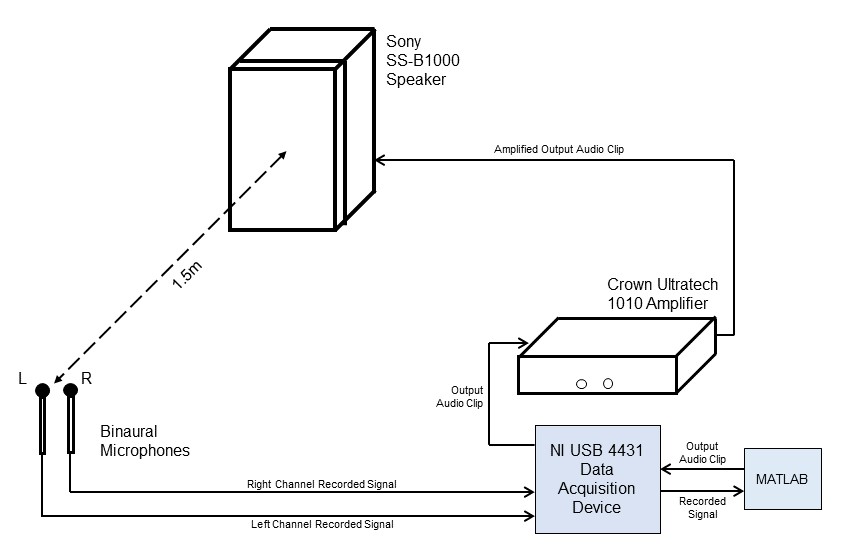 Sony
SS-B1000
Speaker
Amplified Output Audio Clip
1.5m
Crown Ultratech
1010 Amplifier
L
R
Output
Audio Clip
Binaural
Microphones
NI USB 4431
Data
Acquisition
Device
Output
Audio Clip
MATLAB
Right Channel Recorded Signal
Recorded
Signal
Left Channel Recorded Signal